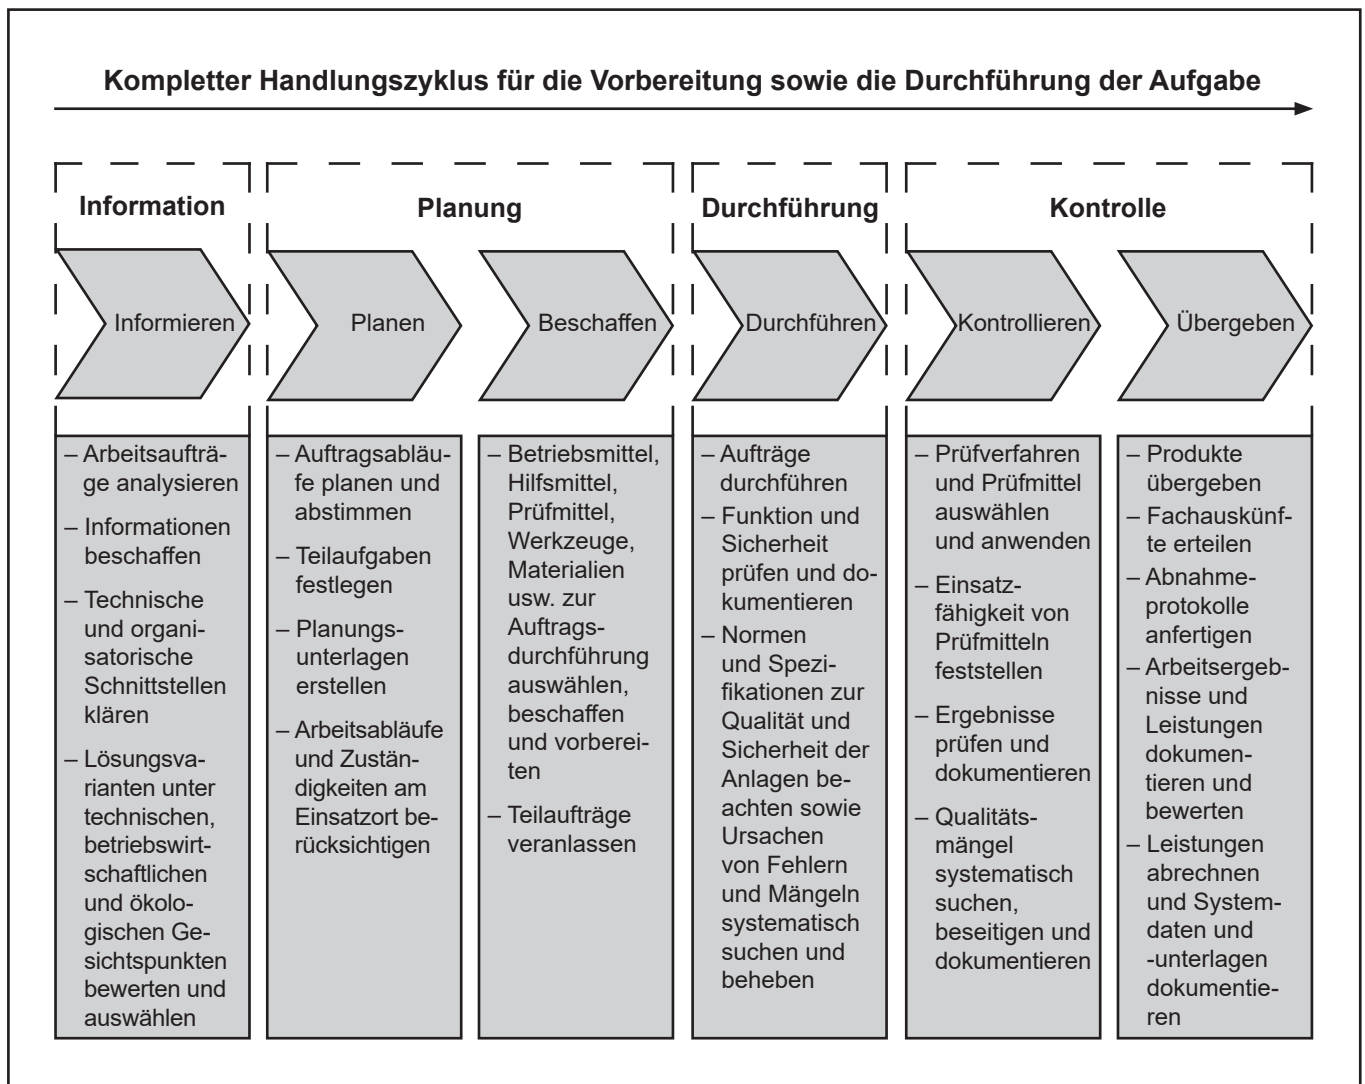 Kompletter Handlungszyklus für die Vorbereitung sowie die Durchführung der Aufgabe
Information
Planung
Durchführung
Kontrolle
Informieren
Planen
Beschaffen
Durchführen
Kontrollieren
Übergeben
– Arbeitsaufträ-
ge analysieren
– Informationen
beschaffen
– Technische
und organi-
satorische
Schnittstellen
klären
– Lösungsva-
rianten unter
technischen,
betriebswirt-
schaftlichen
und ökolo-
gischen Ge-
sichtspunkten
bewerten und
auswählen
– Auftragsabläu-
fe planen und
abstimmen
– Teilaufgaben
festlegen
– Planungs-
unterlagen
erstellen
– Arbeitsabläufe
und Zustän-
digkeiten am
Einsatzort be-
rücksichtigen
– Betriebsmittel,
Hilfsmittel,
Prüfmittel,
Werkzeuge,
Materialien
usw. zur
Auftrags-
durchführung
auswählen,
beschaffen
und vorberei-
ten
– Teilaufträge
veranlassen
– Aufträge
durchführen
– Funktion und
Sicherheit
prüfen und do-
kumentieren
– Normen
und Spezi-
fikationen zur
Qualität und
Sicherheit der
Anlagen be-
achten sowie
Ursachen
von Fehlern
und Mängeln
systematisch
suchen und
beheben
– Prüfverfahren
und Prüfmittel
auswählen
und anwenden
– Einsatz-
fähigkeit von
Prüfmitteln
feststellen
– Ergebnisse
prüfen und
dokumentieren
– Qualitäts-
mängel
systematisch
suchen,
beseitigen und
dokumentieren
– Produkte
übergeben
– Fachauskünf-
te erteilen
– Abnahme-
protokolle
anfertigen
– Arbeitsergeb-
nisse und
Leistungen
dokumen-
tieren und
bewerten
– Leistungen
abrechnen
und System-
daten und
-unterlagen
dokumentie-
ren